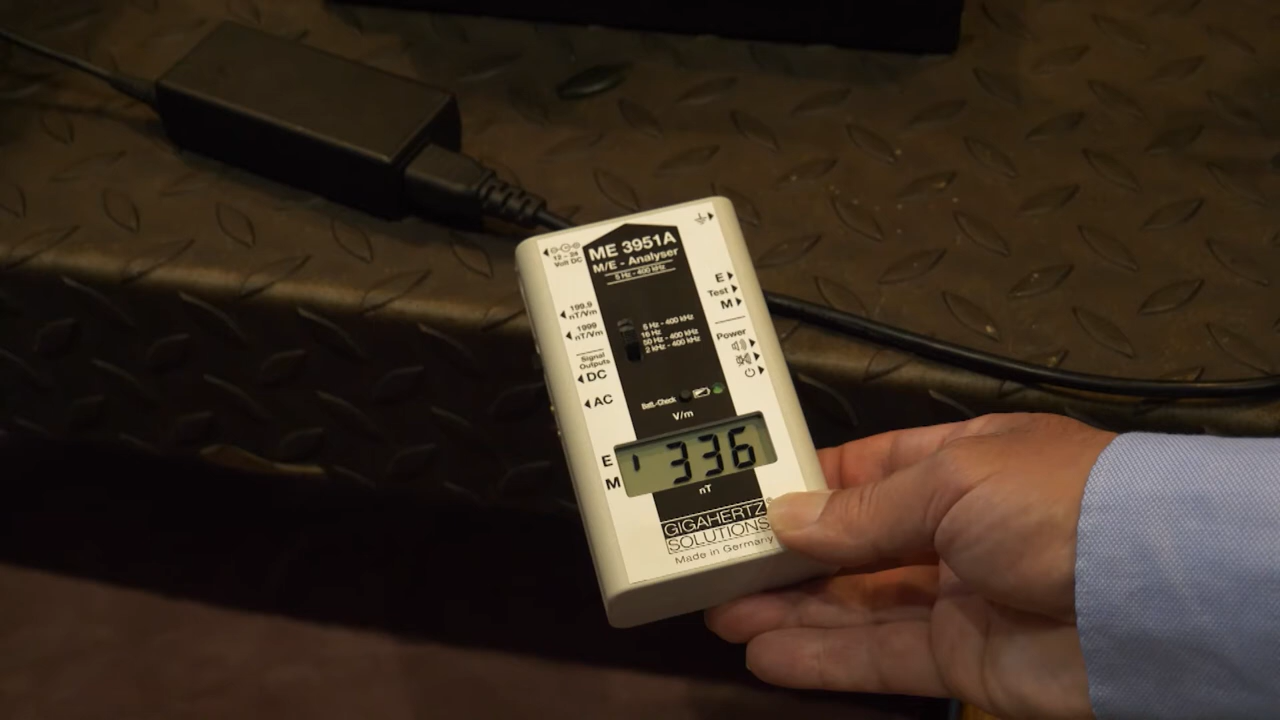 12 - 24
Volt DC
ME 3951A
M/E - Analyser
5 Hz - 400 kHz
E
Test
M
199.9
nT/Vm
1999
nT/Vm
5 Hz - 400 kHz
16 Hz
50 Hz - 400 kHz
2 kHz - 400 kHz
Power
Signal
Outputs
DC
AC
Batt.-Check
V/m
E
M
336
nT
GIGAHERTZ
SOLUTIONS®
Made in Germany